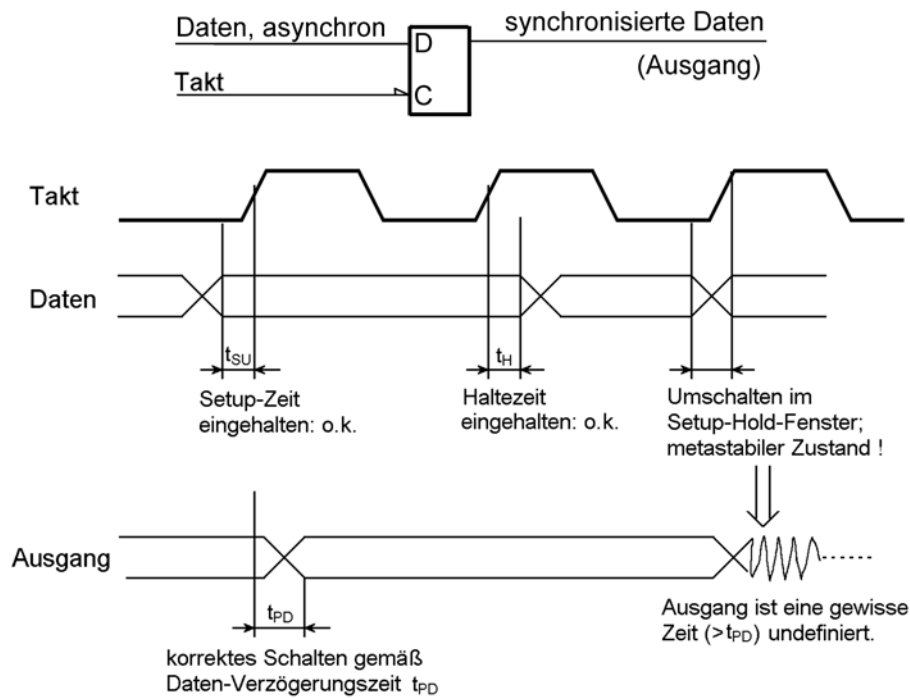 Daten, asynchron
D
synchronisierte Daten
(Ausgang)
Takt
C
Takt
Daten
tSU
tH
Setup-Zeit
eingehalten: o.k.
Haltezeit
eingehalten: o.k.
Umschalten im
Setup-Hold-Fenster;
metastabiler Zustand !
Ausgang
tPD
Ausgang ist eine gewisse
Zeit (>tPD) undefiniert.
korrektes Schalten gemäß
Daten-Verzögerungszeit tPD